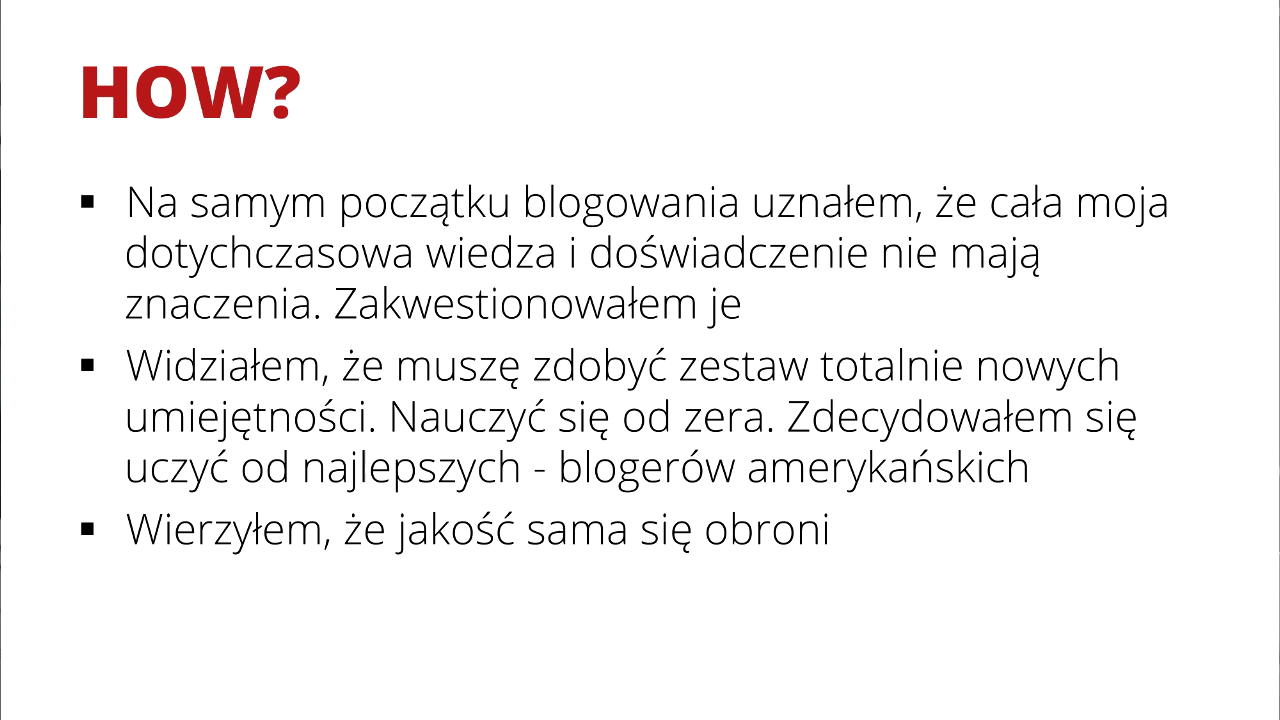 HOW?
▪ Na samym początku blogowania uznałem, że cała moja
dotychczasowa wiedza i doświadczenie nie mają
znaczenia. Zakwestionowałem je
▪ Widziałem, że muszę zdobyć zestaw totalnie nowych
umiejętności. Nauczyć się od zera. Zdecydowałem się
uczyć od najlepszych - blogerów amerykańskich
▪ Wierzyłem, że jakość sama się obroni